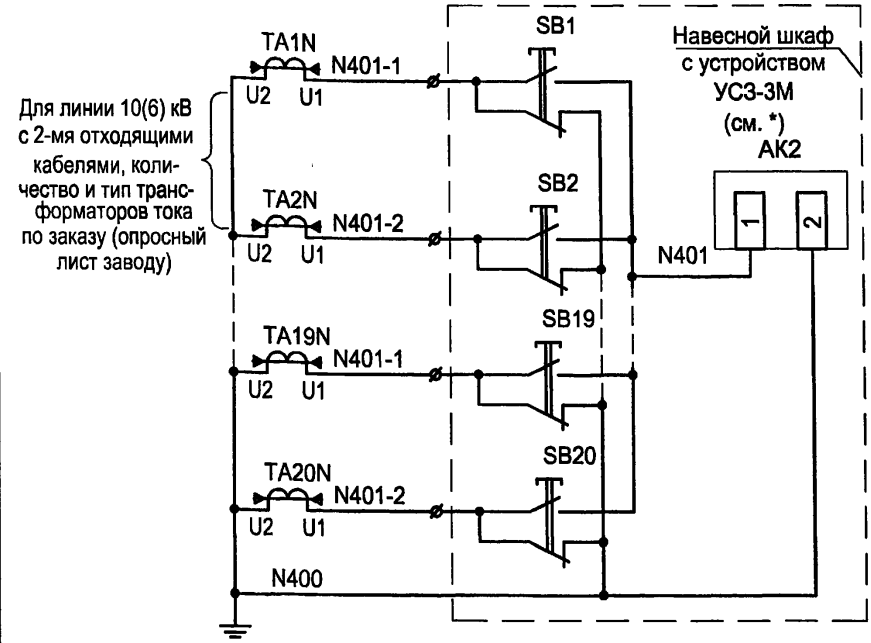 SB1
TA1N
N401-1
U2 U1
Навесной шкаф
с устройством
УСЗ-3М
(см. *)
АК2
Для линии 10(6) кВ
с 2-мя отходящими
кабелями, коли-
чество и тип транс-
форматоров тока
по заказу (опросный
лист заводу)
SB2
TA2N
N401-2
U2 U1
1 2
N401
SB19
TA19N
N401-1
U2 U1
SB20
TA20N
N401-2
U2 U1
N400